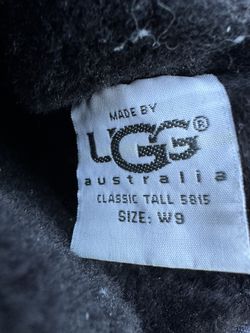 MADE BY
UGG®
australia
CLASSIC TALL 5815
SIZE: W9